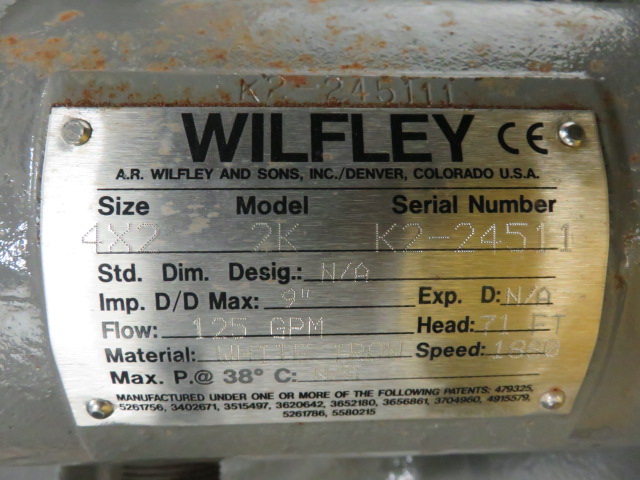 K2-245111
WILFLEY CE
A.R. WILFLEY AND SONS, INC./DENVER, COLORADO U.S.A.
Size Model Serial Number
4X2 2K K2-24511
Std. Dim. Desig.: N/A
Imp. D/D Max: 9" Exp. D: N/A
Flow: 125 GPM Head: 71 FT
Material: IRON Speed: 1800
Max. P.@ 38° C:
MANUFACTURED UNDER ONE OR MORE OF THE FOLLOWING PATENTS: 479325,
5261756, 3402671, 3515497, 3620642, 3652180, 3656861, 3704960, 4915579,
5261786, 5580215